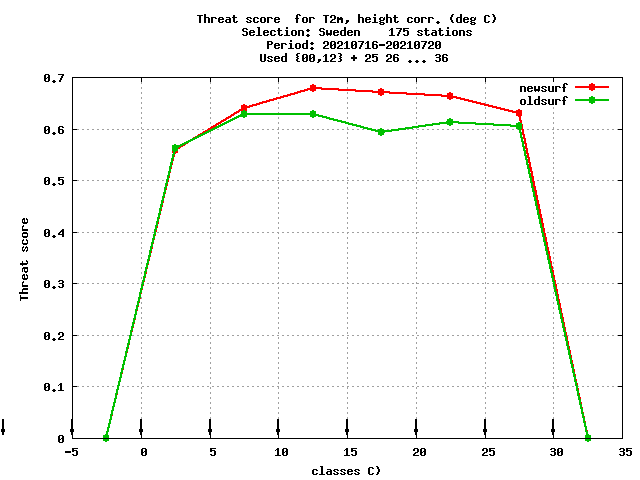 Threat score  for T2m, height corr. (deg C)
Selection: Sweden    175 stations
Period: 20210716-20210720
Used {00,12} + 25 26 ... 36
newsurf
oldsurf
0.7
0.6
0.5
0.4
0.3
0.2
0.1
0
Threat score
-5 0 5 10 15 20 25 30 35
classes C)